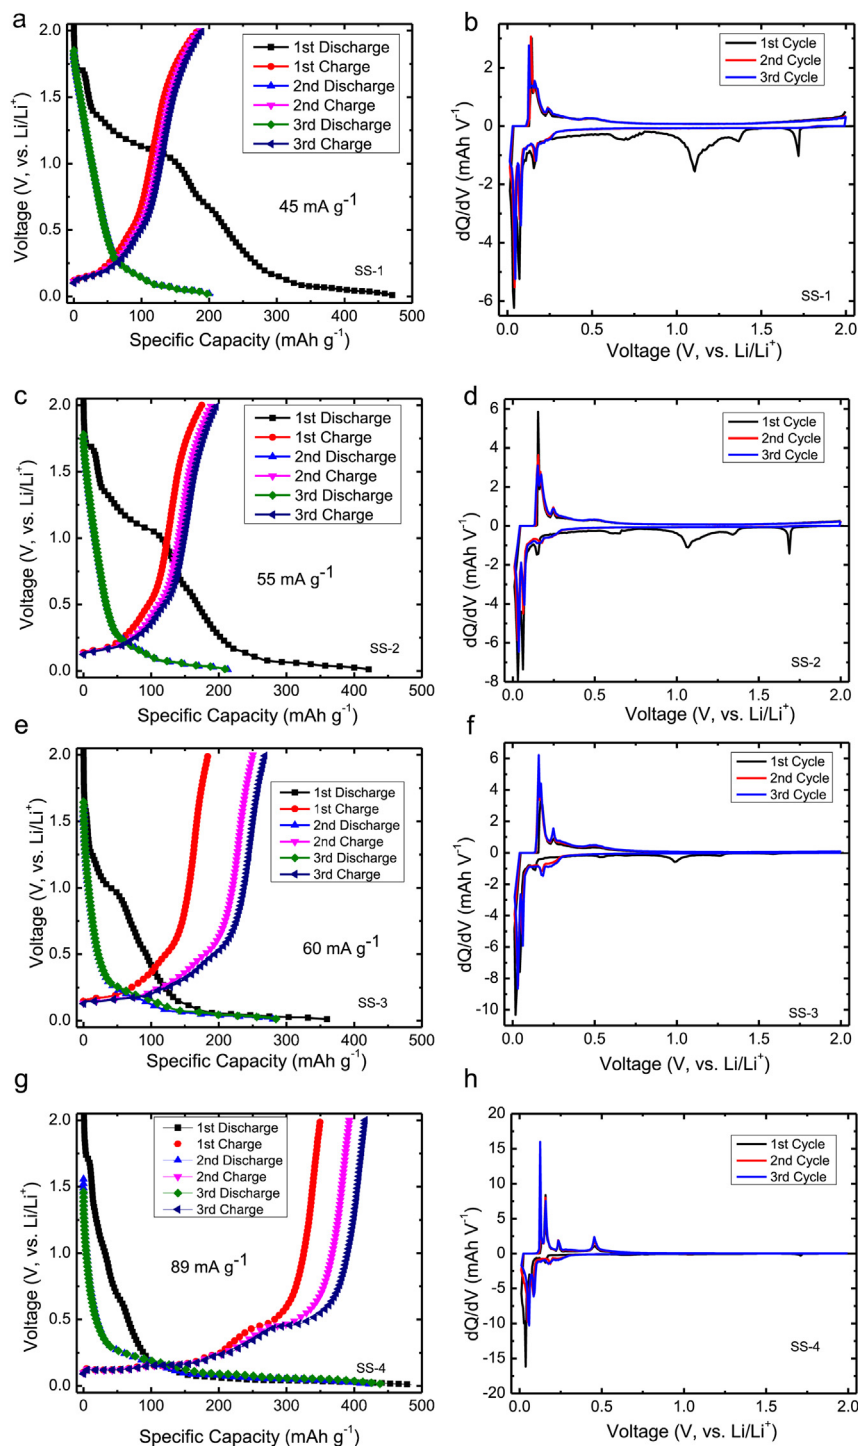 a
2.0
1.5
1.0
0.5
0.0
Voltage (V, vs. Li/Li⁺)
1st Discharge
1st Charge
2nd Discharge
2nd Charge
3rd Discharge
3rd Charge
45 mA g⁻¹
SS-1
0 100 200 300 400 500
Specific Capacity (mAh g⁻¹)
b
2
0
-2
-4
-6
dQ/dV (mAh V⁻¹)
1st Cycle
2nd Cycle
3rd Cycle
SS-1
0.0 0.5 1.0 1.5 2.0
Voltage (V, vs. Li/Li⁺)
c
2.0
1.5
1.0
0.5
0.0
Voltage (V, vs. Li/Li⁺)
1st Discharge
1st Charge
2nd Discharge
2nd Charge
3rd Discharge
3rd Charge
55 mA g⁻¹
SS-2
0 100 200 300 400 500
Specific Capacity (mAh g⁻¹)
d
6
4
2
0
-2
-4
-6
-8
dQ/dV (mAh V⁻¹)
1st Cycle
2nd Cycle
3rd Cycle
SS-2
0.0 0.5 1.0 1.5 2.0
Voltage (V, vs. Li/Li⁺)
e
2.0
1.5
1.0
0.5
0.0
Voltage (V, vs. Li/Li⁺)
1st Discharge
1st Charge
2nd Discharge
2nd Charge
3rd Discharge
3rd Charge
60 mA g⁻¹
SS-3
0 100 200 300 400 500
Specific Capacity (mAh g⁻¹)
f
6
4
2
0
-2
-4
-6
-8
-10
dQ/dV (mAh V⁻¹)
1st Cycle
2nd Cycle
3rd Cycle
SS-3
0.0 0.5 1.0 1.5 2.0
Voltage (V, vs. Li/Li⁺)
g
2.0
1.5
1.0
0.5
0.0
Voltage (V, vs. Li/Li⁺)
1st Discharge
1st Charge
2nd Discharge
2nd Charge
3rd Discharge
3rd Charge
89 mA g⁻¹
SS-4
0 100 200 300 400 500
Specific Capacity (mAh g⁻¹)
h
20
15
10
5
0
-5
-10
-15
-20
dQ/dV (mAh V⁻¹)
1st Cycle
2nd Cycle
3rd Cycle
SS-4
0.0 0.5 1.0 1.5 2.0
Voltage (V, vs. Li/Li⁺)